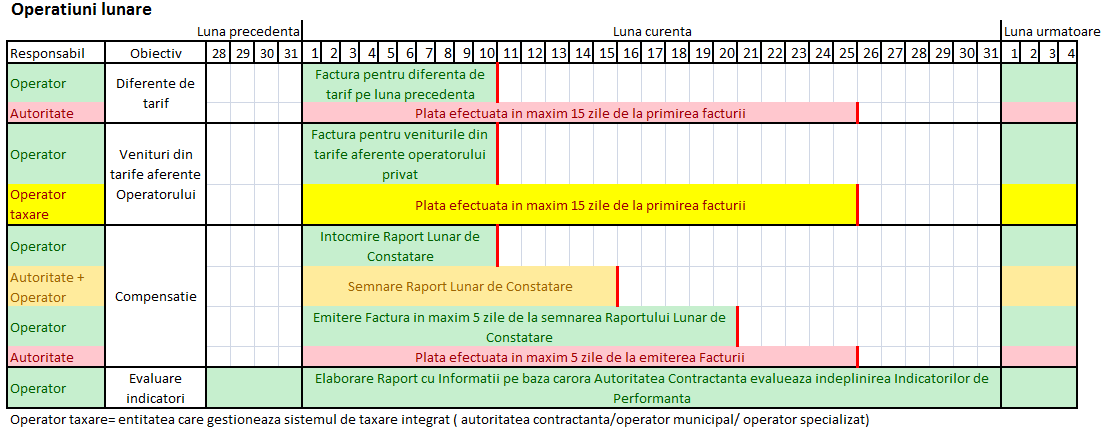 Operatiuni lunare
Luna precedenta Luna curenta Luna urmatoare
Responsabil Obiectiv 28 29 30 31 1 2 3 4 5 6 7 8 9 10 11 12 13 14 15 16 17 18 19 20 21 22 23 24 25 26 27 28 29 30 31 1 2 3 4
Operator
Diferente de
tarif
Factura pentru diferenta de
tarif pe luna precedenta
Autoritate
Plata efectuata in maxim 15 zile de la primirea facturii
Operator
Venituri din
tarife aferente
Operatorului
Factura pentru veniturile din
tarife aferente operatorului
privat
Operator
taxare
Plata efectuata in maxim 15 zile de la primirea facturii
Operator
Compensatie
Intocmire Raport Lunar de
Constatare
Autoritate +
Operator
Semnare Raport Lunar de Constatare
Operator
Emitere Factura in maxim 5 zile de la semnarea Raportului Lunar de
Constatare
Autoritate
Plata efectuata in maxim 5 zile de la emiterea Facturii
Operator
Evaluare
indicatori
Elaborare Raport cu Informatii pe baza carora Autoritatea Contractanta evalueaza indeplinirea Indicatorilor de
Performanta
Operator taxare= entitatea care gestioneaza sistemul de taxare integrat ( autoritatea contractanta/operator municipal/ operator specializat)